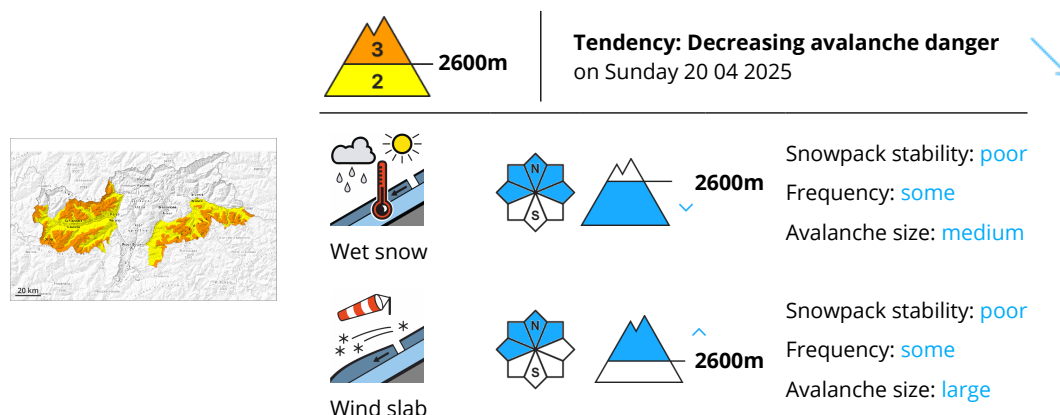 3
2
2600m
Tendency: Decreasing avalanche danger
on Sunday 20 04 2025
20 km
N
S
2600m
Wet snow
Snowpack stability: poor
Frequency: some
Avalanche size: medium
N
S
2600m
Wind slab
Snowpack stability: poor
Frequency: some
Avalanche size: large